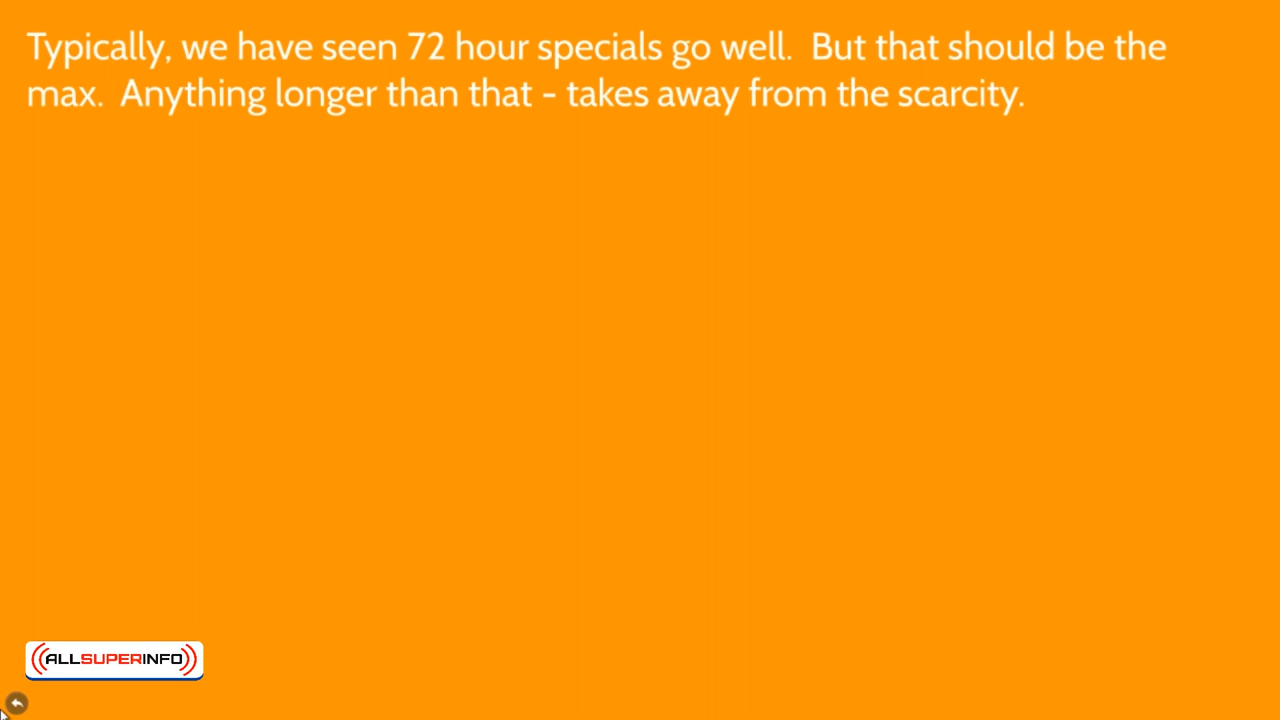 Typically, we have seen 72 hour specials go well.  But that should be the
max.  Anything longer than that - takes away from the scarcity.
ALLSUPERINFO